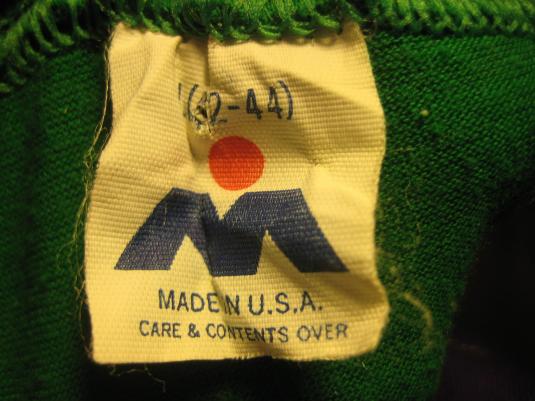 (42-44)
MADE IN U.S.A.
CARE & CONTENTS OVER